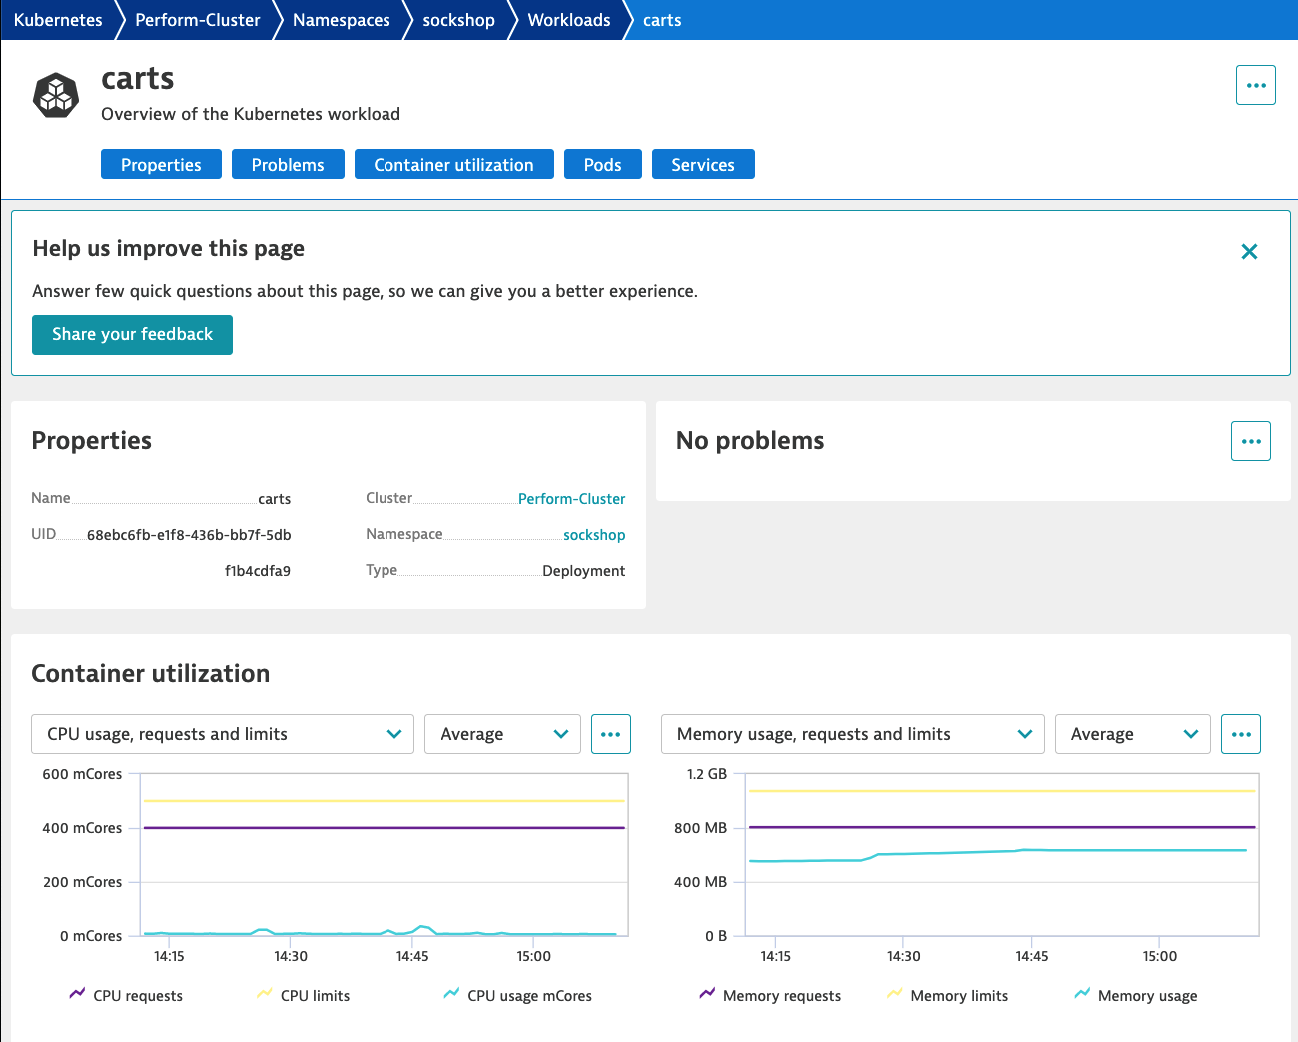 Kubernetes Perform-Cluster Namespaces sockshop Workloads carts
carts
Overview of the Kubernetes workload
Properties Problems Container utilization Pods Services
Help us improve this page
Answer few quick questions about this page, so we can give you a better experience.
Share your feedback
Properties
Name carts
UID 68ebc6fb-e1f8-436b-bb7f-5db
f1b4cdfa9
Cluster Perform-Cluster
Namespace sockshop
Type Deployment
No problems
Container utilization
CPU usage, requests and limits Average
600 mCores
400 mCores
200 mCores
0 mCores
14:15 14:30 14:45 15:00
CPU requests CPU limits CPU usage mCores
Memory usage, requests and limits Average
1.2 GB
800 MB
400 MB
0 B
14:15 14:30 14:45 15:00
Memory requests Memory limits Memory usage